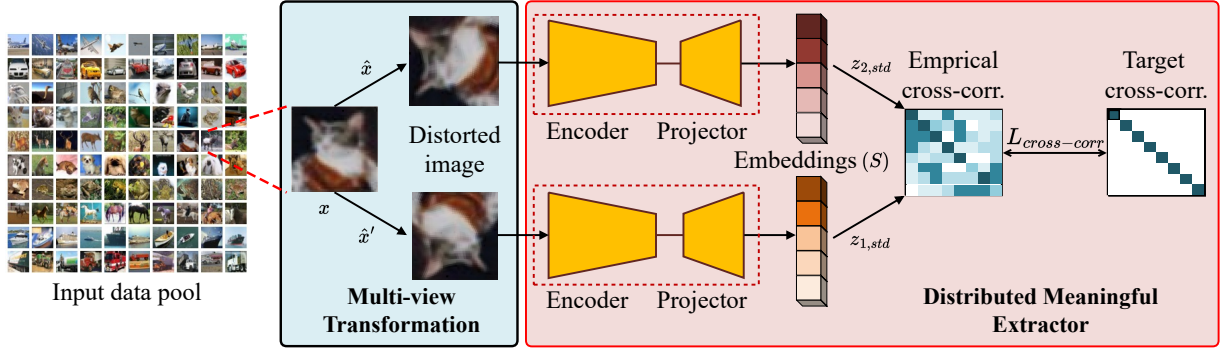 Input data pool
x
x̂
x̂′
Distorted
image
Multi-view
Transformation
Encoder
Projector
Embeddings (S)
Encoder
Projector
z2,std
z1,std
Emprical
cross-corr.
Lcross−corr
Target
cross-corr.
Distributed Meaningful
Extractor